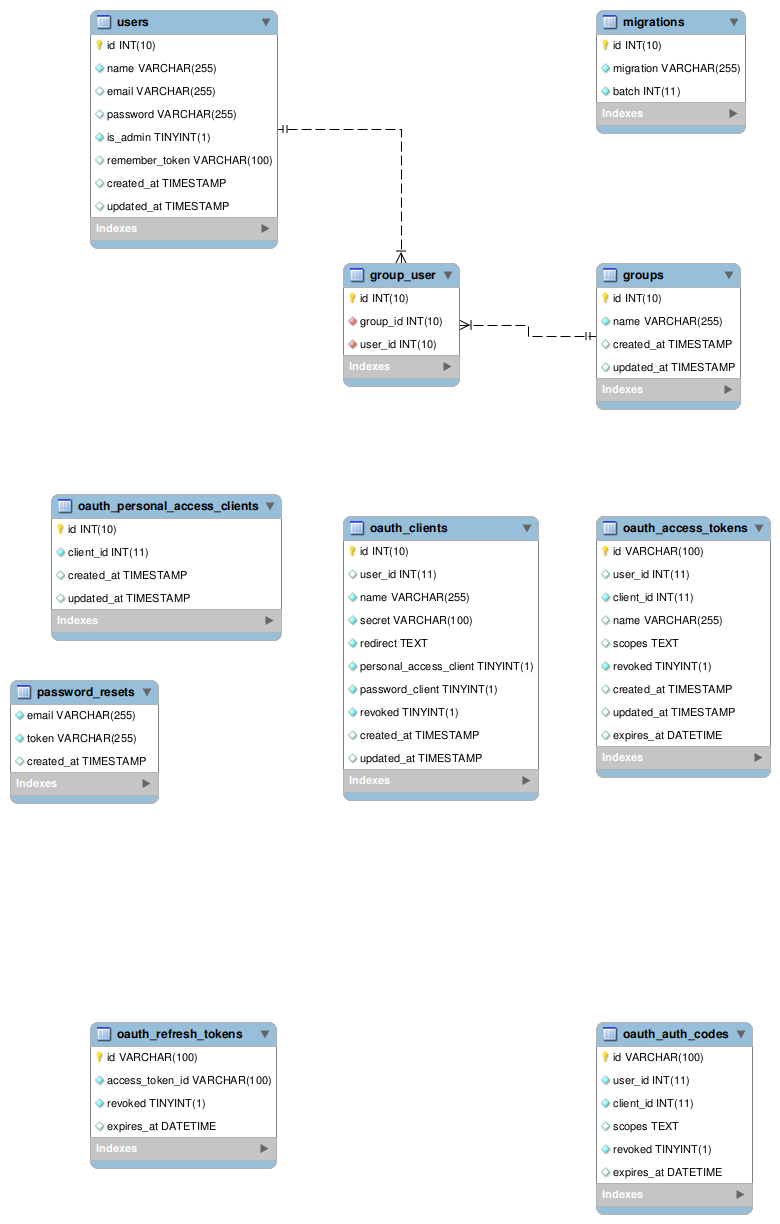 users
id INT(10)
name VARCHAR(255)
email VARCHAR(255)
password VARCHAR(255)
is_admin TINYINT(1)
remember_token VARCHAR(100)
created_at TIMESTAMP
updated_at TIMESTAMP
Indexes
migrations
id INT(10)
migration VARCHAR(255)
batch INT(11)
Indexes
group_user
id INT(10)
group_id INT(10)
user_id INT(10)
Indexes
groups
id INT(10)
name VARCHAR(255)
created_at TIMESTAMP
updated_at TIMESTAMP
Indexes
oauth_personal_access_clients
id INT(10)
client_id INT(11)
created_at TIMESTAMP
updated_at TIMESTAMP
Indexes
oauth_clients
id INT(10)
user_id INT(11)
name VARCHAR(255)
secret VARCHAR(100)
redirect TEXT
personal_access_client TINYINT(1)
password_client TINYINT(1)
revoked TINYINT(1)
created_at TIMESTAMP
updated_at TIMESTAMP
Indexes
oauth_access_tokens
id VARCHAR(100)
user_id INT(11)
client_id INT(11)
name VARCHAR(255)
scopes TEXT
revoked TINYINT(1)
created_at TIMESTAMP
updated_at TIMESTAMP
expires_at DATETIME
Indexes
password_resets
email VARCHAR(255)
token VARCHAR(255)
created_at TIMESTAMP
Indexes
oauth_refresh_tokens
id VARCHAR(100)
access_token_id VARCHAR(100)
revoked TINYINT(1)
expires_at DATETIME
Indexes
oauth_auth_codes
id VARCHAR(100)
user_id INT(11)
client_id INT(11)
scopes TEXT
revoked TINYINT(1)
expires_at DATETIME
Indexes